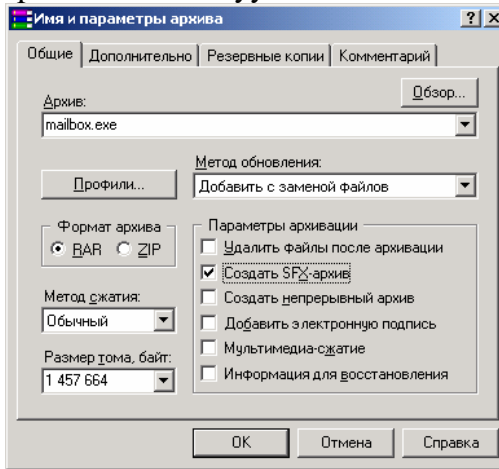 Имя и параметры архива
Общие Дополнительно Резервные копии Комментарий
Архив:
Обзор...
mailbox.exe
Метод обновления:
Профили...
Добавить с заменой файлов
Формат архива
RAR ZIP
Параметры архивации
Удалить файлы после архивации
Создать SFX-архив
Создать непрерывный архив
Добавить электронную подпись
Мультимедиа-сжатие
Информация для восстановления
Метод сжатия:
Обычный
Размер тома, байт:
1 457 664
OK Отмена Справка